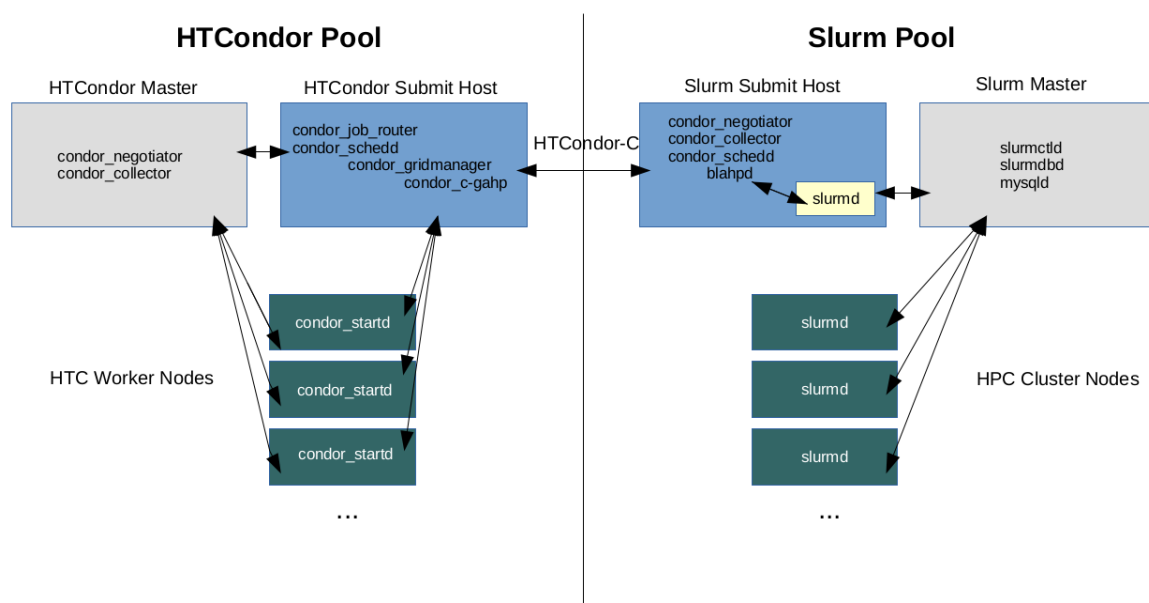 HTCondor Pool
Slurm Pool
HTCondor Master
HTCondor Submit Host
Slurm Submit Host
Slurm Master
condor_negotiator
condor_collector
condor_job_router
condor_schedd
condor_gridmanager
condor_c-gahp
HTCondor-C
condor_negotiator
condor_collector
condor_schedd
blahpd
slurmd
slurmctld
slurmdbd
mysqld
condor_startd
condor_startd
condor_startd
...
HTC Worker Nodes
slurmd
slurmd
slurmd
...
HPC Cluster Nodes